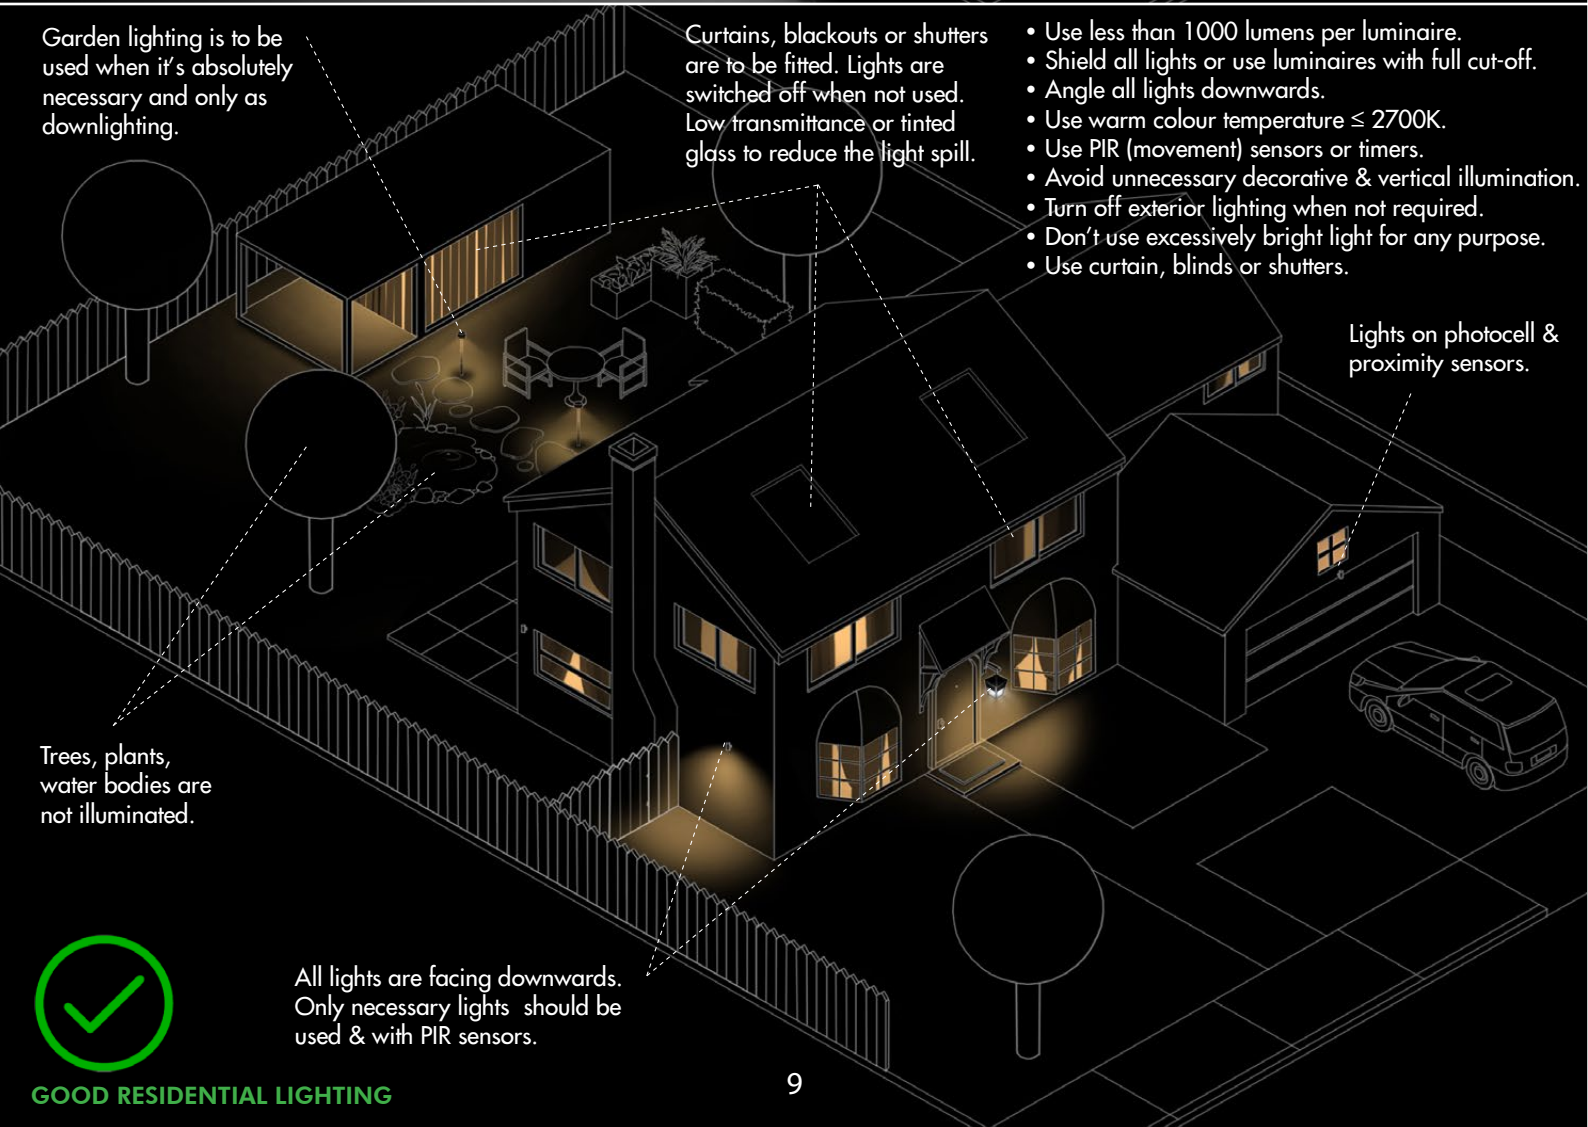 Garden lighting is to be
used when it's absolutely
necessary and only as
downlighting.
Curtains, blackouts or shutters
are to be fitted. Lights are
switched off when not used.
Low transmittance or tinted
glass to reduce the light spill.
• Use less than 1000 lumens per luminaire.
• Shield all lights or use luminaires with full cut-off.
• Angle all lights downwards.
• Use warm colour temperature ≤ 2700K.
• Use PIR (movement) sensors or timers.
• Avoid unnecessary decorative & vertical illumination.
• Turn off exterior lighting when not required.
• Don't use excessively bright light for any purpose.
• Use curtain, blinds or shutters.
Lights on photocell &
proximity sensors.
Trees, plants,
water bodies are
not illuminated.
All lights are facing downwards.
Only necessary lights  should be
used & with PIR sensors.
GOOD RESIDENTIAL LIGHTING
9